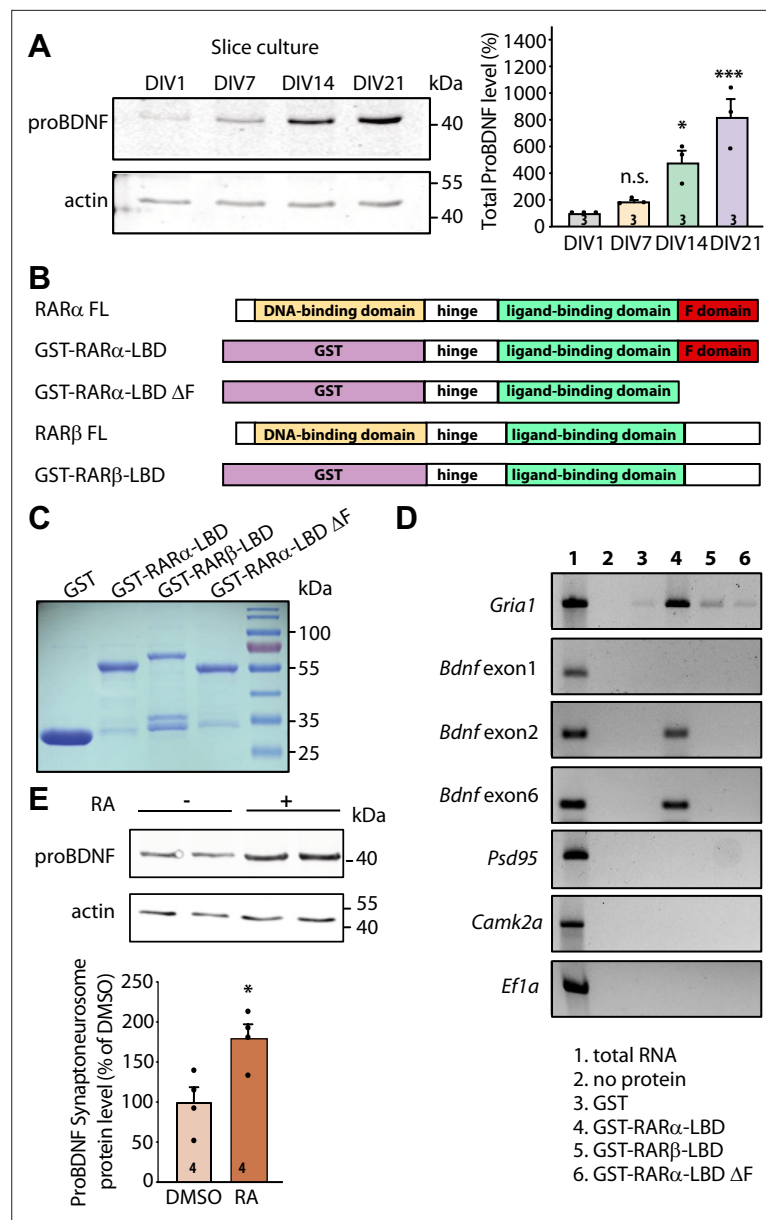 A
Slice culture
DIV1 DIV7 DIV14 DIV21 kDa
proBDNF
40
actin
55
40
Total ProBDNF level (%)
1400
1200
1000
800
600
400
200
0
n.s.
*
***
3 3 3 3
DIV1 DIV7 DIV14 DIV21
B
RARα FL DNA-binding domain hinge ligand-binding domain F domain
GST-RARα-LBD GST hinge ligand-binding domain F domain
GST-RARα-LBD ΔF GST hinge ligand-binding domain
RARβ FL DNA-binding domain hinge ligand-binding domain
GST-RARβ-LBD GST hinge ligand-binding domain
C
GST
GST-RARα-LBD
GST-RARβ-LBD
GST-RARα-LBD ΔF
kDa
100
55
35
25
D
1 2 3 4 5 6
Gria1
Bdnf exon1
Bdnf exon2
Bdnf exon6
Psd95
Camk2a
Ef1a
1. total RNA
2. no protein
3. GST
4. GST-RARα-LBD
5. GST-RARβ-LBD
6. GST-RARα-LBD ΔF
E
RA - + kDa
proBDNF
40
actin
55
40
ProBDNF Synaptoneurosome
protein level (% of DMSO)
250
200
150
100
50
0
*
4 4
DMSO RA